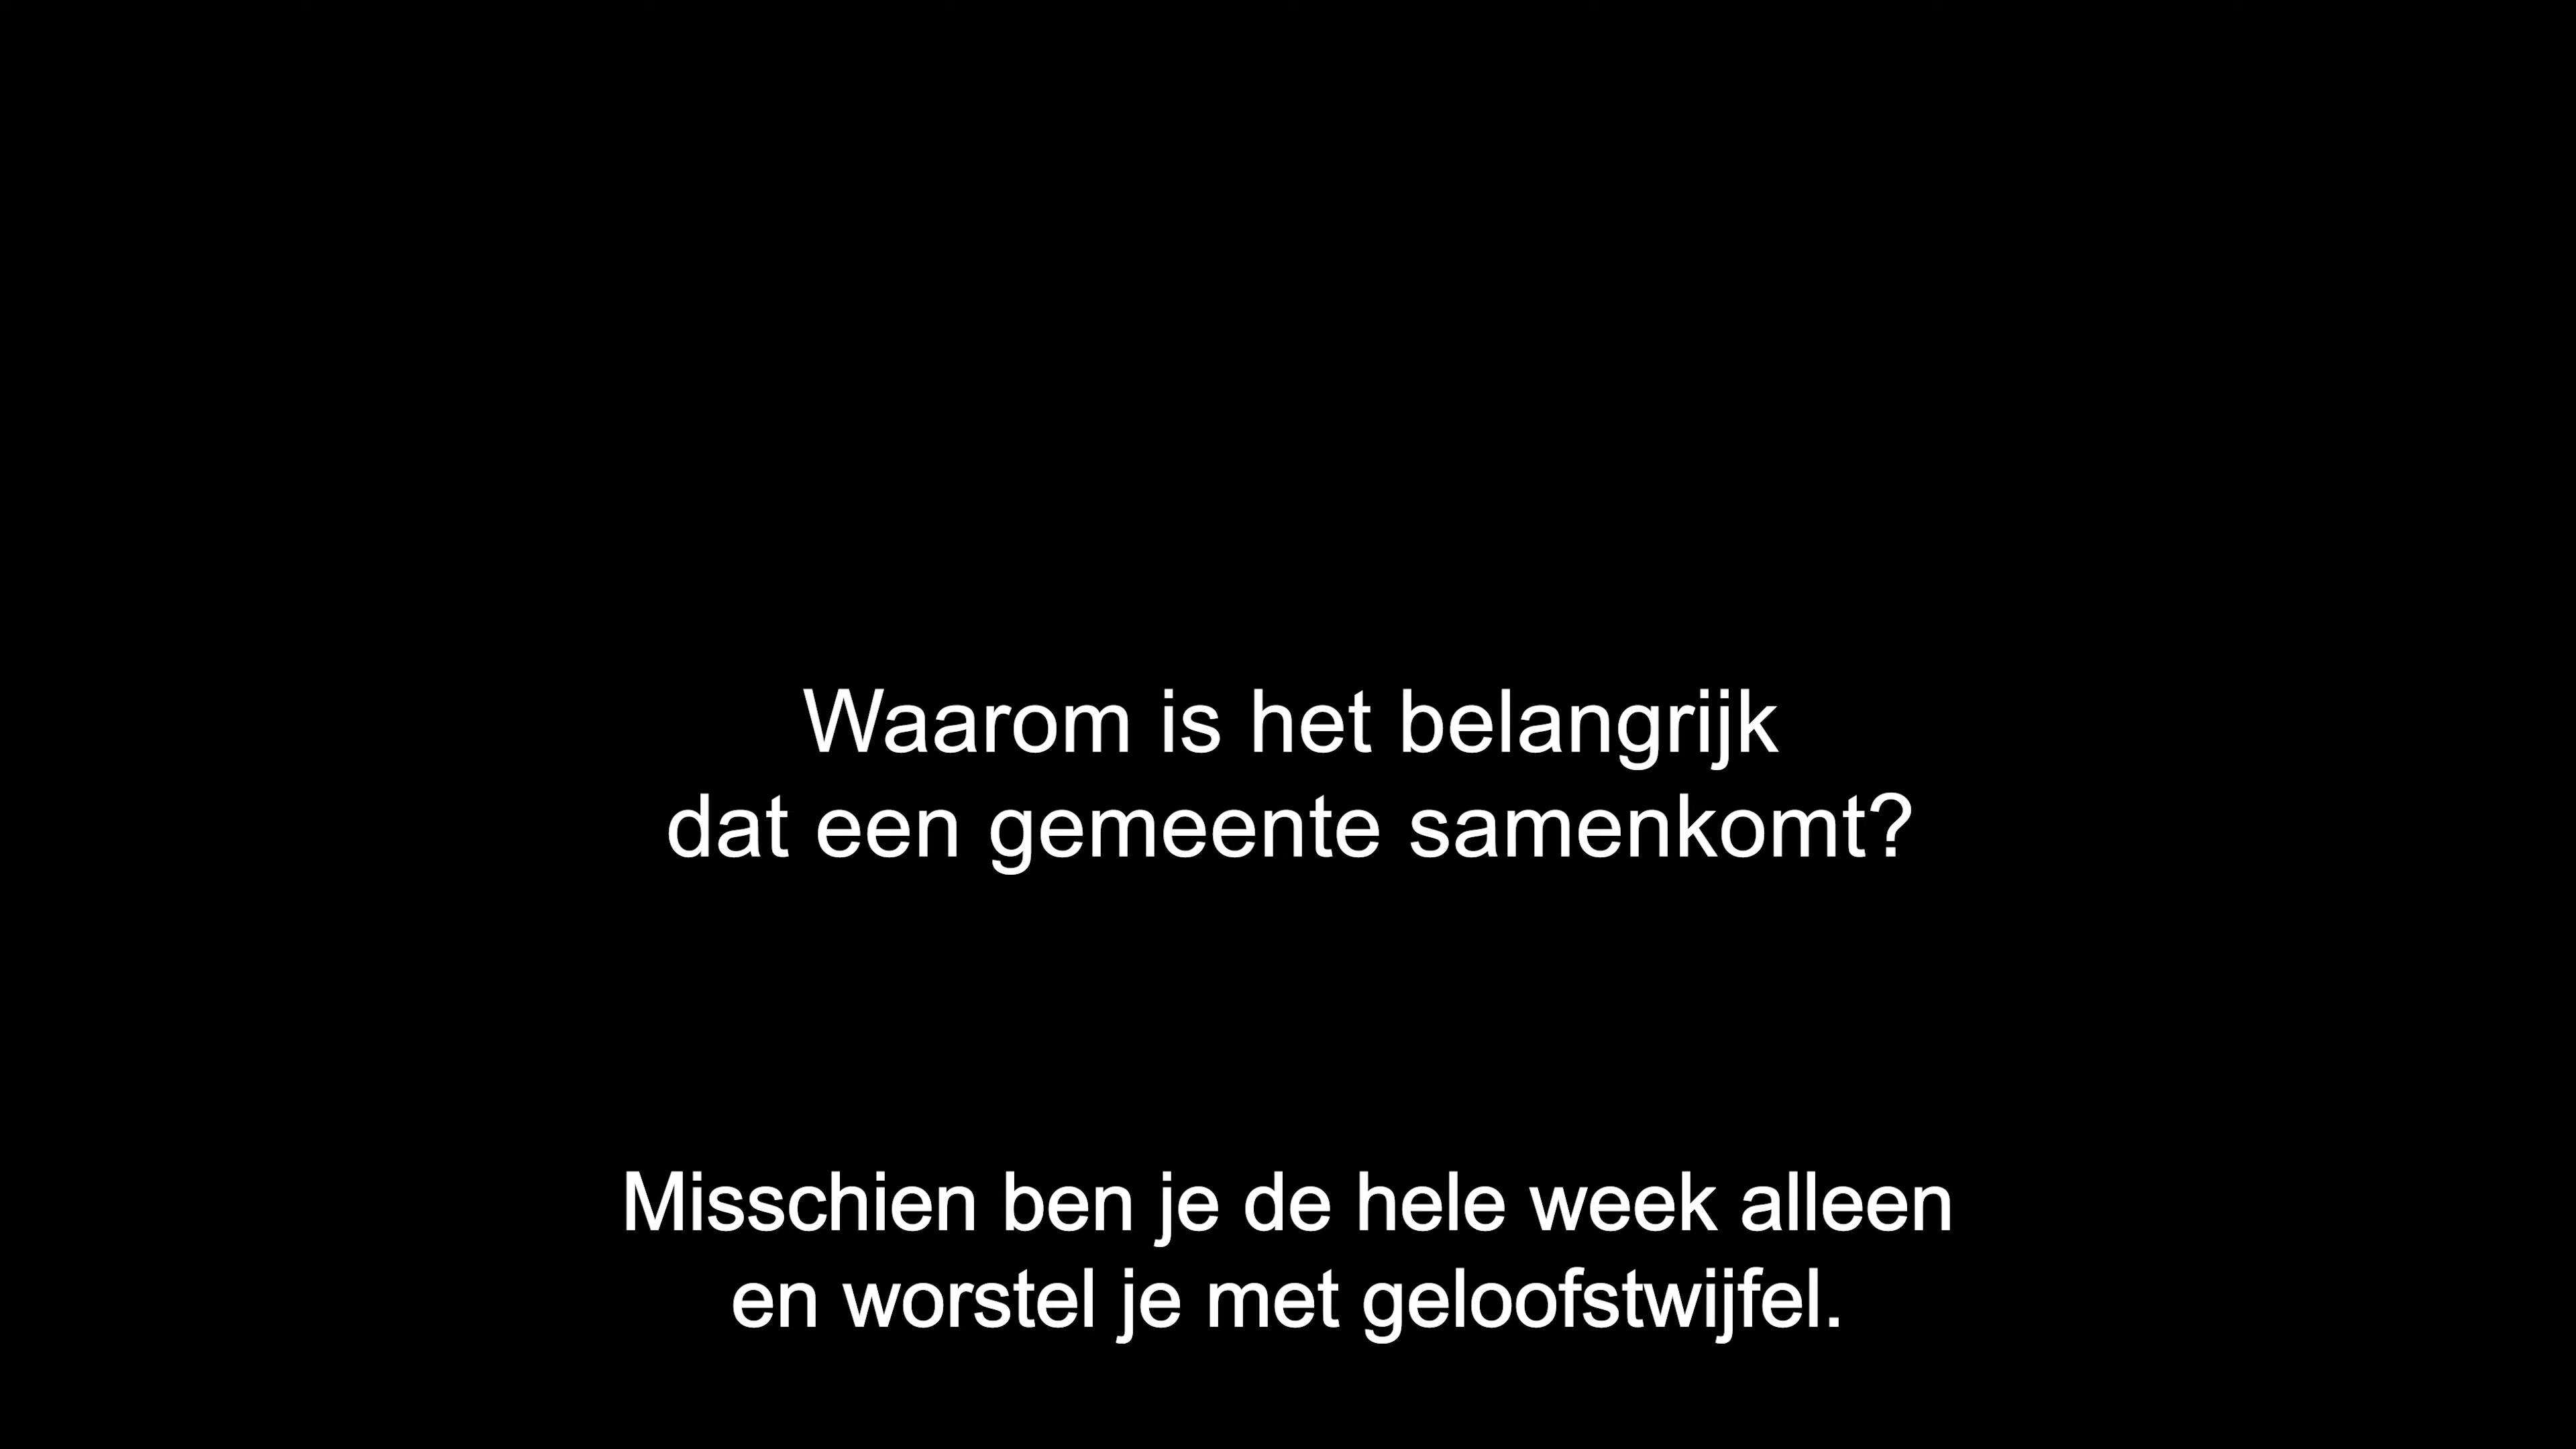 Waarom is het belangrijk
dat een gemeente samenkomt?
Misschien ben je de hele week alleen
en worstel je met geloofstwijfel.